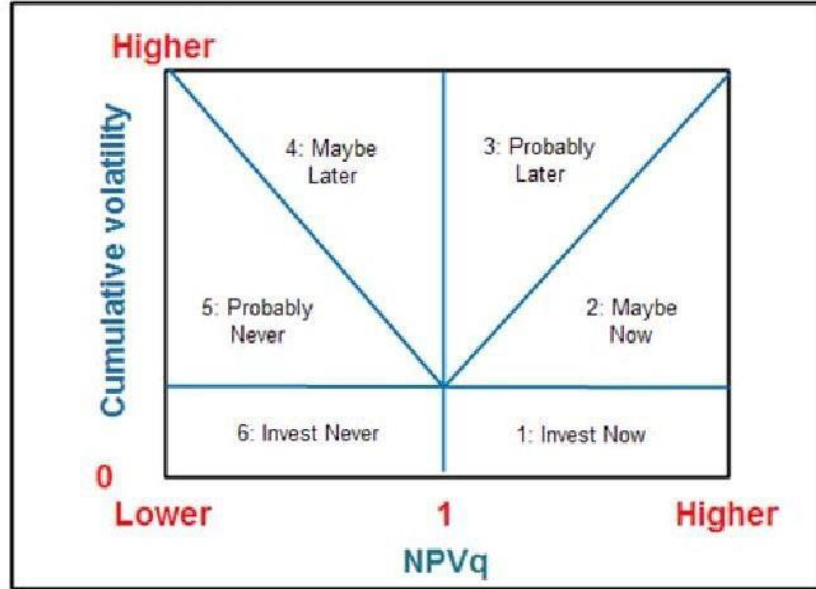 Higher
Cumulative volatility
4: Maybe
Later
3: Probably
Later
5: Probably
Never
2: Maybe
Now
6: Invest Never
1: Invest Now
0
Lower
1
Higher
NPVq